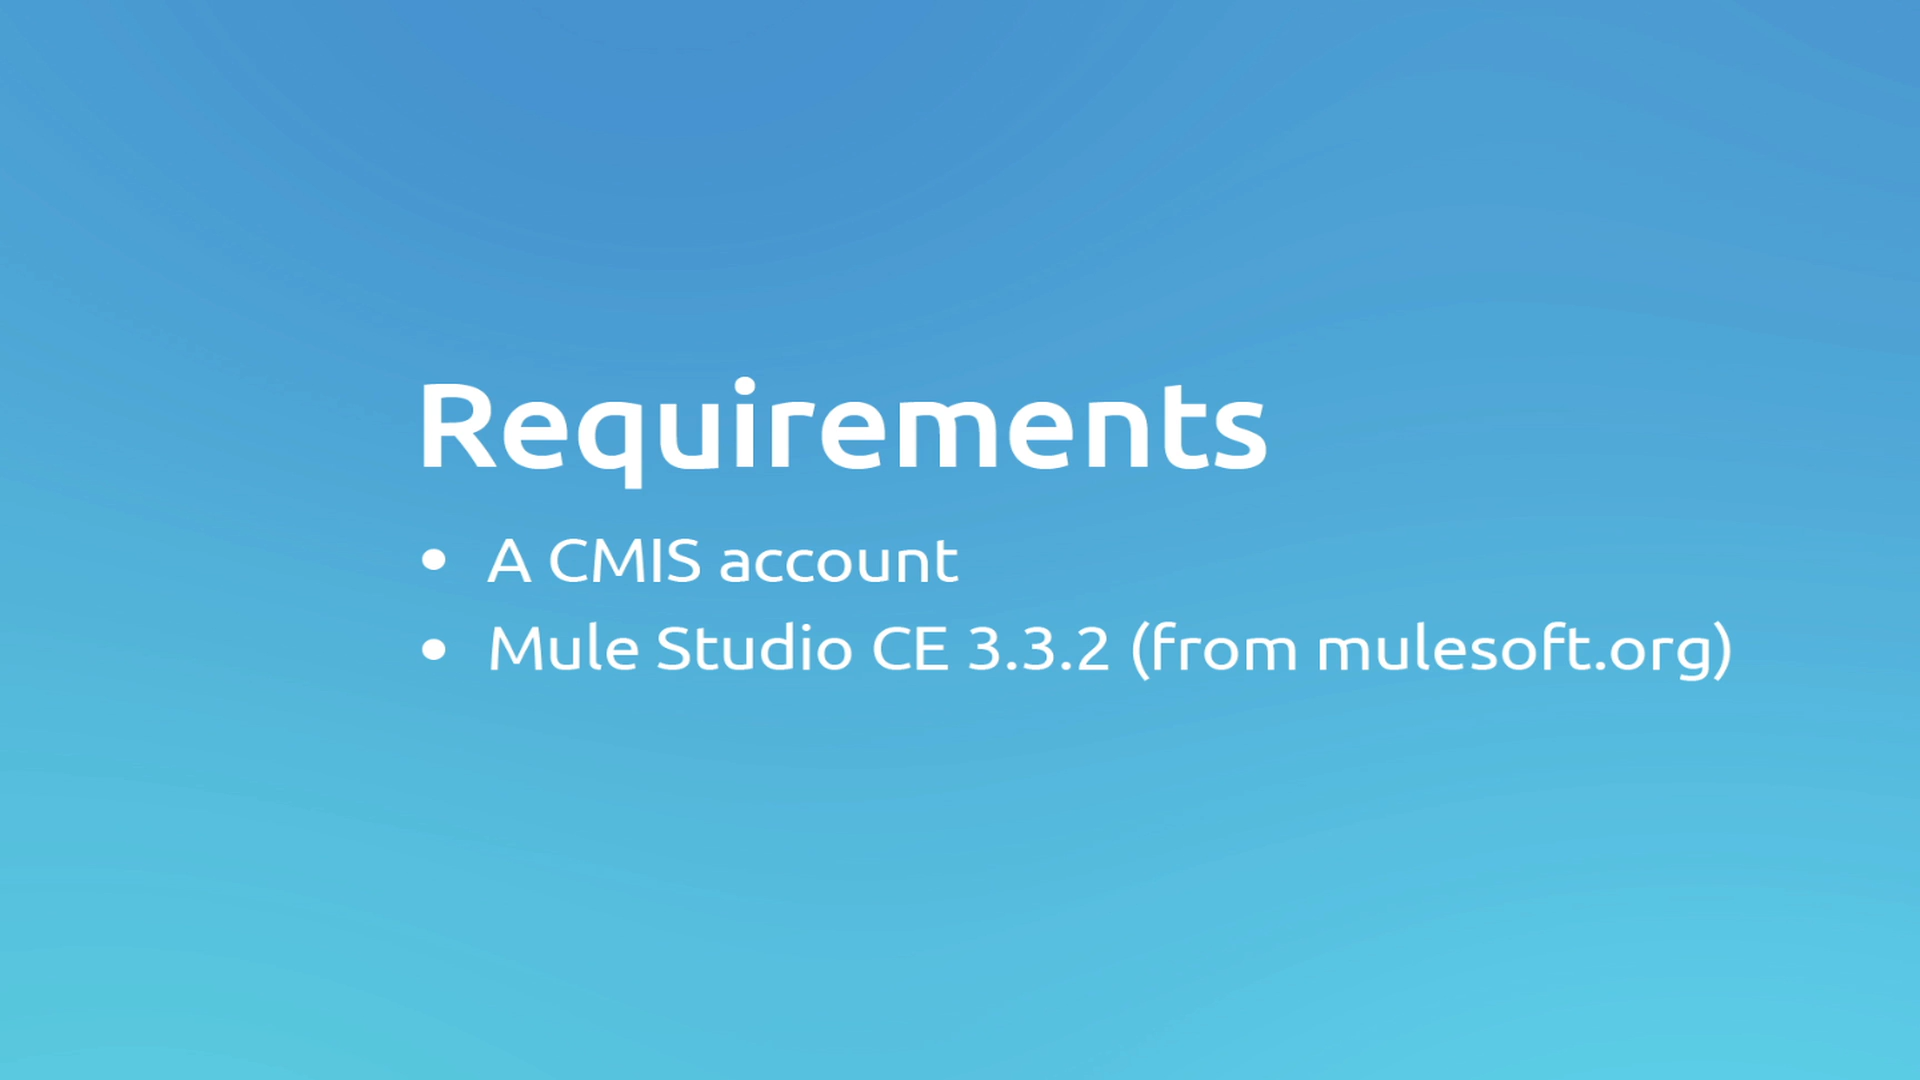 Requirements
• A CMIS account
• Mule Studio CE 3.3.2 (from mulesoft.org)